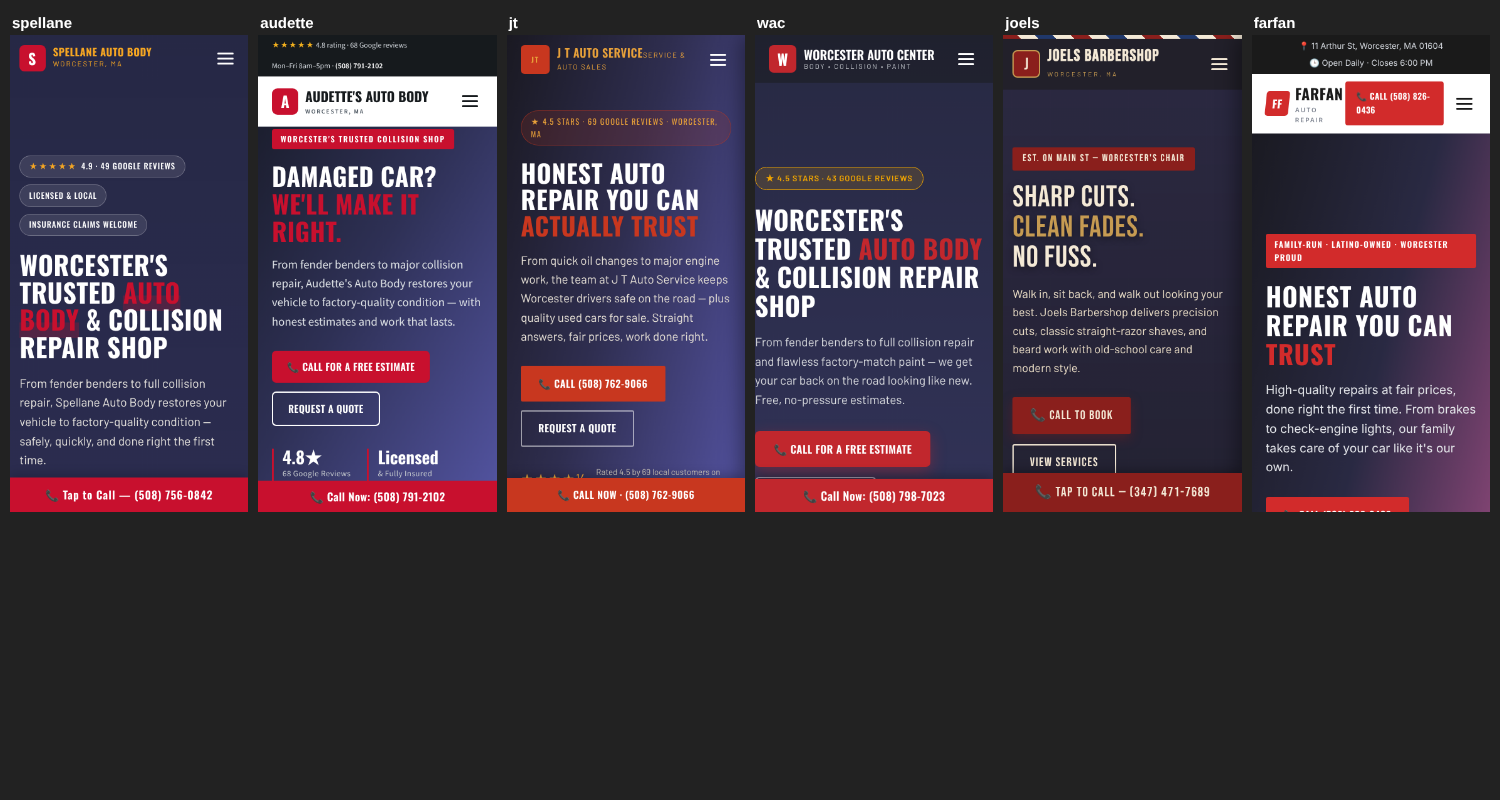 spellane
S
SPELLANE AUTO BODY
WORCESTER, MA
★★★★★ 4.9 · 49 GOOGLE REVIEWS
LICENSED & LOCAL
INSURANCE CLAIMS WELCOME
WORCESTER'S
TRUSTED AUTO
BODY & COLLISION
REPAIR SHOP
From fender benders to full collision
repair, Spellane Auto Body restores your
vehicle to factory-quality condition —
safely, quickly, and done right the first
time.
📞 Tap to Call — (508) 756-0842
audette
★★★★★ 4.8 rating · 68 Google reviews
Mon–Fri 8am–5pm · (508) 791-2102
A
AUDETTE'S AUTO BODY
WORCESTER, MA
WORCESTER'S TRUSTED COLLISION SHOP
DAMAGED CAR?
WE'LL MAKE IT
RIGHT.
From fender benders to major collision
repair, Audette's Auto Body restores your
vehicle to factory-quality condition — with
honest estimates and work that lasts.
📞 CALL FOR A FREE ESTIMATE
REQUEST A QUOTE
4.8★
68 Google Reviews
Licensed
& Fully Insured
📞 Call Now: (508) 791-2102
jt
JT
J T AUTO SERVICE SERVICE &
AUTO SALES
★ 4.5 STARS · 69 GOOGLE REVIEWS · WORCESTER,
MA
HONEST AUTO
REPAIR YOU CAN
ACTUALLY TRUST
From quick oil changes to major engine
work, the team at J T Auto Service keeps
Worcester drivers safe on the road — plus
quality used cars for sale. Straight
answers, fair prices, work done right.
📞 CALL (508) 762-9066
REQUEST A QUOTE
Rated 4.5 by 69 local customers on
📞 CALL NOW · (508) 762-9066
wac
W
WORCESTER AUTO CENTER
BODY • COLLISION • PAINT
★ 4.5 STARS · 43 GOOGLE REVIEWS
WORCESTER'S
TRUSTED AUTO BODY
& COLLISION REPAIR
SHOP
From fender benders to full collision repair
and flawless factory-match paint — we get
your car back on the road looking like new.
Free, no-pressure estimates.
📞 CALL FOR A FREE ESTIMATE
📞 Call Now: (508) 798-7023
joels
J
JOELS BARBERSHOP
WORCESTER, MA
EST. ON MAIN ST — WORCESTER'S CHAIR
SHARP CUTS.
CLEAN FADES.
NO FUSS.
Walk in, sit back, and walk out looking your
best. Joels Barbershop delivers precision
cuts, classic straight-razor shaves, and
beard work with old-school care and
modern style.
📞 CALL TO BOOK
VIEW SERVICES
📞 TAP TO CALL — (347) 471-7689
farfan
📍 11 Arthur St, Worcester, MA 01604
🕒 Open Daily · Closes 6:00 PM
FF
FARFAN
AUTO
REPAIR
📞 CALL (508) 826-
0436
FAMILY-RUN · LATINO-OWNED · WORCESTER
PROUD
HONEST AUTO
REPAIR YOU CAN
TRUST
High-quality repairs at fair prices,
done right the first time. From brakes
to check-engine lights, our family
takes care of your car like it's our
own.